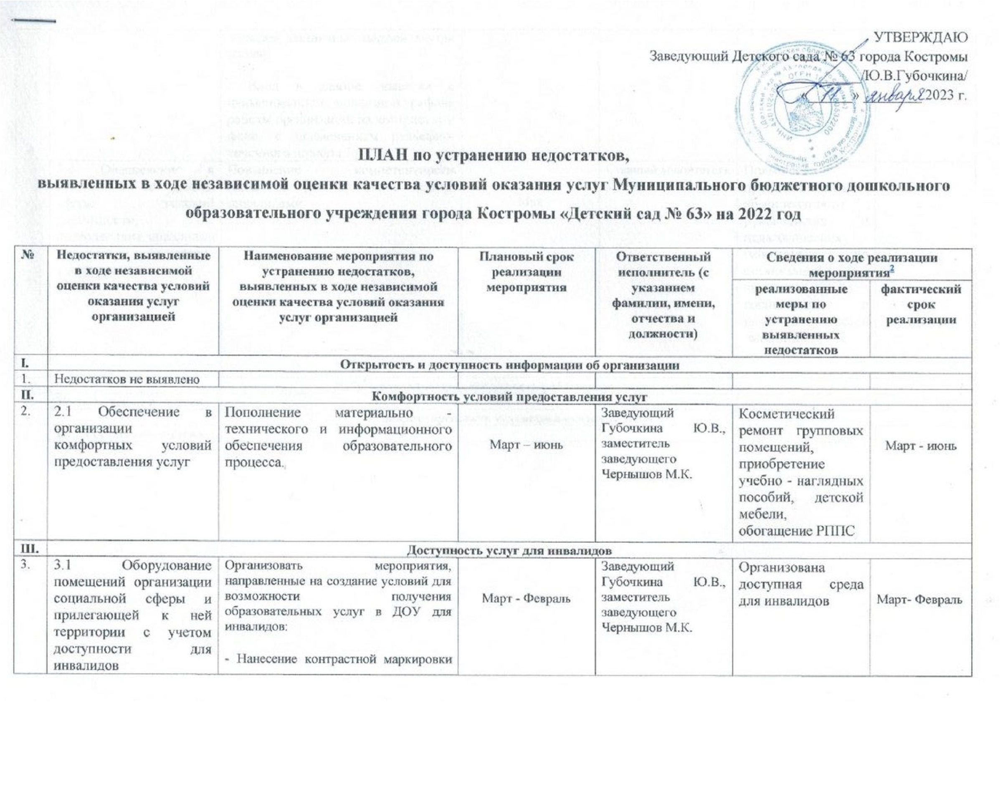 УТВЕРЖДАЮ
Заведующий Детского сада № 63 города Костромы
/Ю.В.Губочкина/
« 11 » января 2023 г.
ПЛАН по устранению недостатков,
выявленных в ходе независимой оценки качества условий оказания услуг Муниципального бюджетного дошкольного
образовательного учреждения города Костромы «Детский сад № 63» на 2022 год
№
Недостатки, выявленные
в ходе независимой
оценки качества условий
оказания услуг
организацией
Наименование мероприятия по
устранению недостатков,
выявленных в ходе независимой
оценки качества условий оказания
услуг организацией
Плановый срок
реализации
мероприятия
Ответственный
исполнитель (с
указанием
фамилии, имени,
отчества и
должности)
Сведения о ходе реализации
мероприятия2
реализованные
меры по
устранению
выявленных
недостатков
фактический
срок
реализации
I.
Открытость и доступность информации об организации
1.
Недостатков не выявлено
II.
Комфортность условий предоставления услуг
2.
2.1 Обеспечение в
организации
комфортных условий
предоставления услуг
Пополнение материально -
технического и информационного
обеспечения образовательного
процесса.
Март – июнь
Заведующий
Губочкина Ю.В.,
заместитель
заведующего
Чернышов М.К.
Косметический
ремонт групповых
помещений,
приобретение
учебно - наглядных
пособий, детской
мебели,
обогащение РППС
Март - июнь
III.
Доступность услуг для инвалидов
3.
3.1 Оборудование
помещений организации
социальной сферы и
прилегающей к ней
территории с учетом
доступности для
инвалидов
Организовать мероприятия,
направленные на создание условий для
возможности получения
образовательных услуг в ДОУ для
инвалидов:
- Нанесение контрастной маркировки
Март - Февраль
Заведующий
Губочкина Ю.В.,
заместитель
заведующего
Чернышов М.К.
Организована
доступная среда
для инвалидов
Март- Февраль